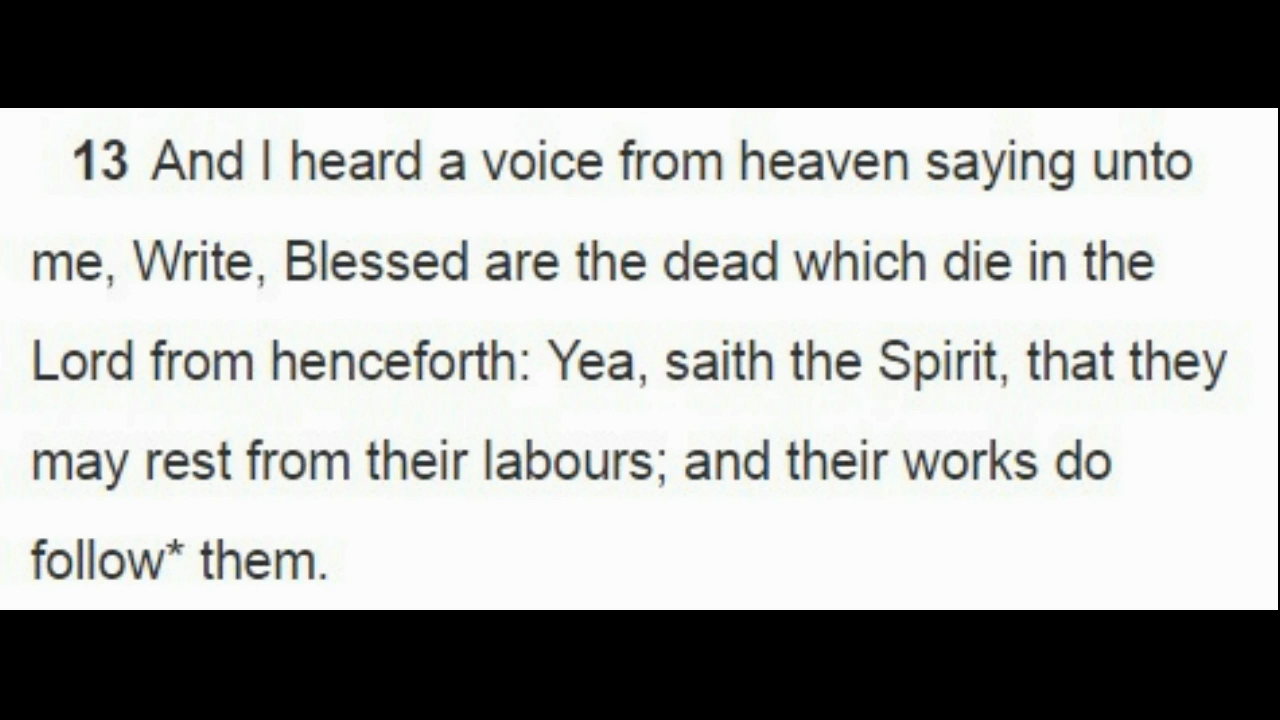 13 And I heard a voice from heaven saying unto
me, Write, Blessed are the dead which die in the
Lord from henceforth: Yea, saith the Spirit, that they
may rest from their labours; and their works do
follow* them.